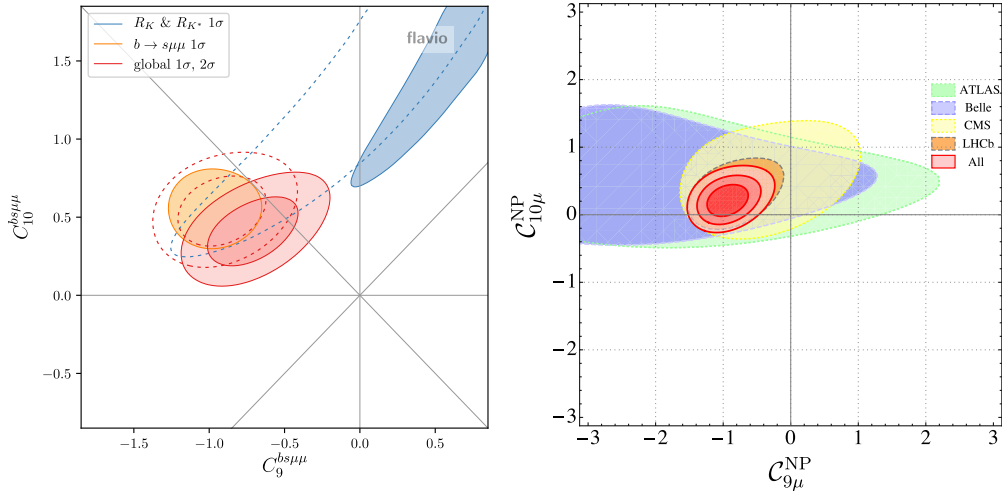 R_K & R_K* 1σ
b → sμμ 1σ
global 1σ, 2σ
flavio
1.5
1.0
0.5
0.0
−0.5
C_10^bsμμ
−1.5
−1.0
−0.5
0.0
0.5
C_9^bsμμ
3
2
1
0
−1
−2
−3
C_10μ^NP
ATLAS
Belle
CMS
LHCb
All
−3
−2
−1
0
1
2
3
C_9μ^NP